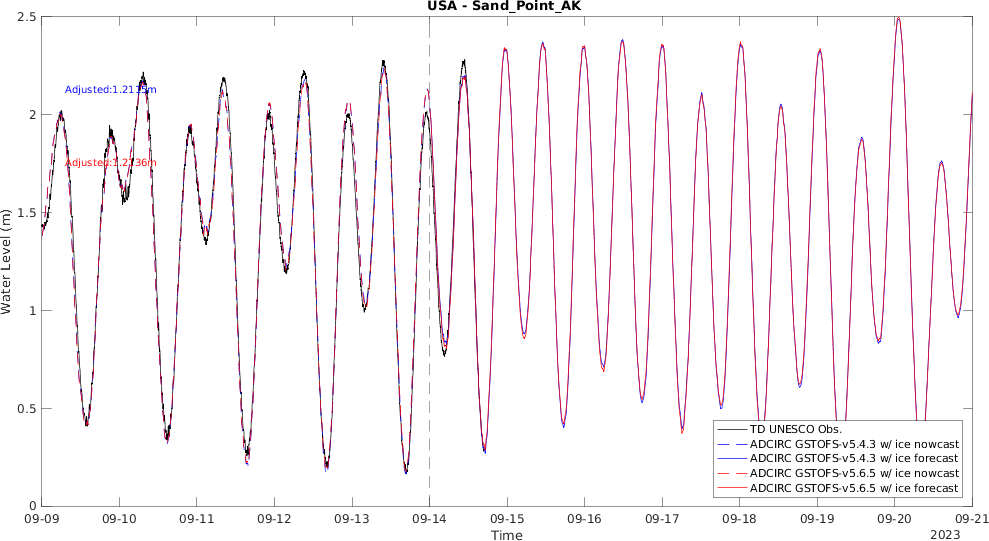 USA - Sand_Point_AK
2.5
2
1.5
1
0.5
0
Water Level (m)
Adjusted:1.2115m
Adjusted:1.2736m
TD UNESCO Obs.
ADCIRC GSTOFS-v5.4.3 w/ ice nowcast
ADCIRC GSTOFS-v5.4.3 w/ ice forecast
ADCIRC GSTOFS-v5.6.5 w/ ice nowcast
ADCIRC GSTOFS-v5.6.5 w/ ice forecast
09-09 09-10 09-11 09-12 09-13 09-14 09-15 09-16 09-17 09-18 09-19 09-20 09-21
Time
2023